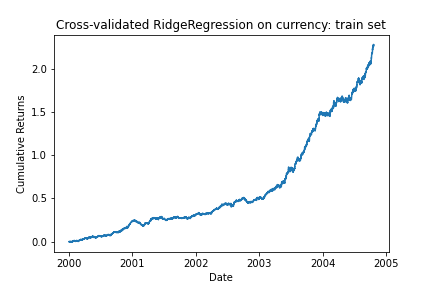 Cross-validated RidgeRegression on currency: train set
Cumulative Returns
2.0
1.5
1.0
0.5
0.0
2000 2001 2002 2003 2004 2005
Date